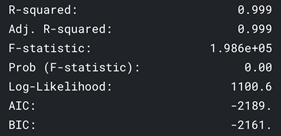 R-squared: 0.999
Adj. R-squared: 0.999
F-statistic: 1.986e+05
Prob (F-statistic): 0.00
Log-Likelihood: 1100.6
AIC: -2189.
BIC: -2161.